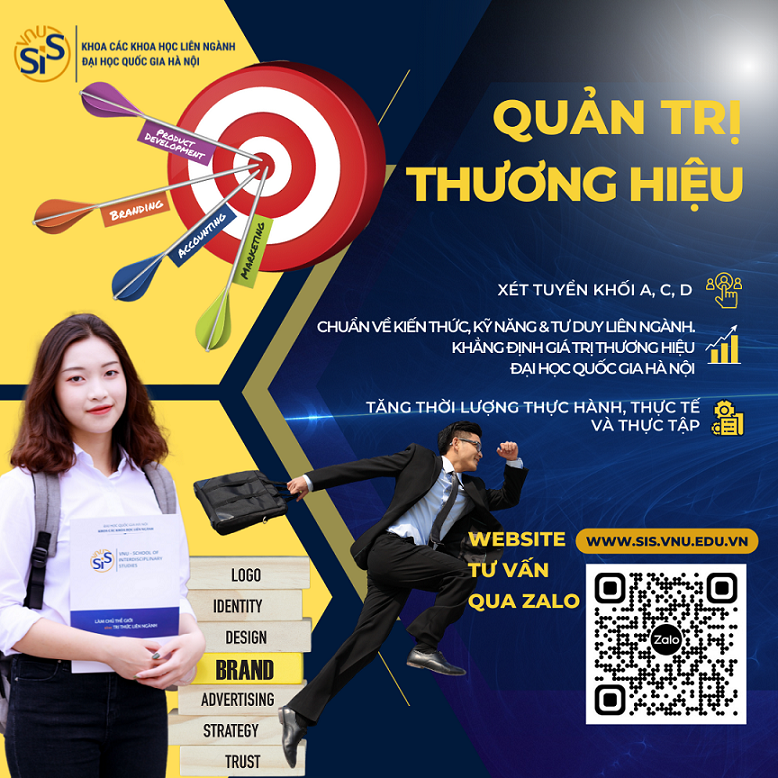 VNU
SIS
KHOA CÁC KHOA HỌC LIÊN NGÀNH
ĐẠI HỌC QUỐC GIA HÀ NỘI
PRODUCT
DEVELOPMENT
BRANDING
ACCOUNTING
MARKETING
QUẢN TRỊ
THƯƠNG HIỆU
XÉT TUYỂN KHỐI A, C, D
CHUẨN VỀ KIẾN THỨC, KỸ NĂNG & TƯ DUY LIÊN NGÀNH.
KHẲNG ĐỊNH GIÁ TRỊ THƯƠNG HIỆU
ĐẠI HỌC QUỐC GIA HÀ NỘI
TĂNG THỜI LƯỢNG THỰC HÀNH, THỰC TẾ
VÀ THỰC TẬP
WEBSITE
WWW.SIS.VNU.EDU.VN
TƯ VẤN
QUA ZALO
Zalo
SIS
VNU - SCHOOL OF
INTERDISCIPLINARY
STUDIES
LÀM CHỦ THẾ GIỚI
TRI THỨC LIÊN NGÀNH
LOGO
IDENTITY
DESIGN
BRAND
ADVERTISING
STRATEGY
TRUST